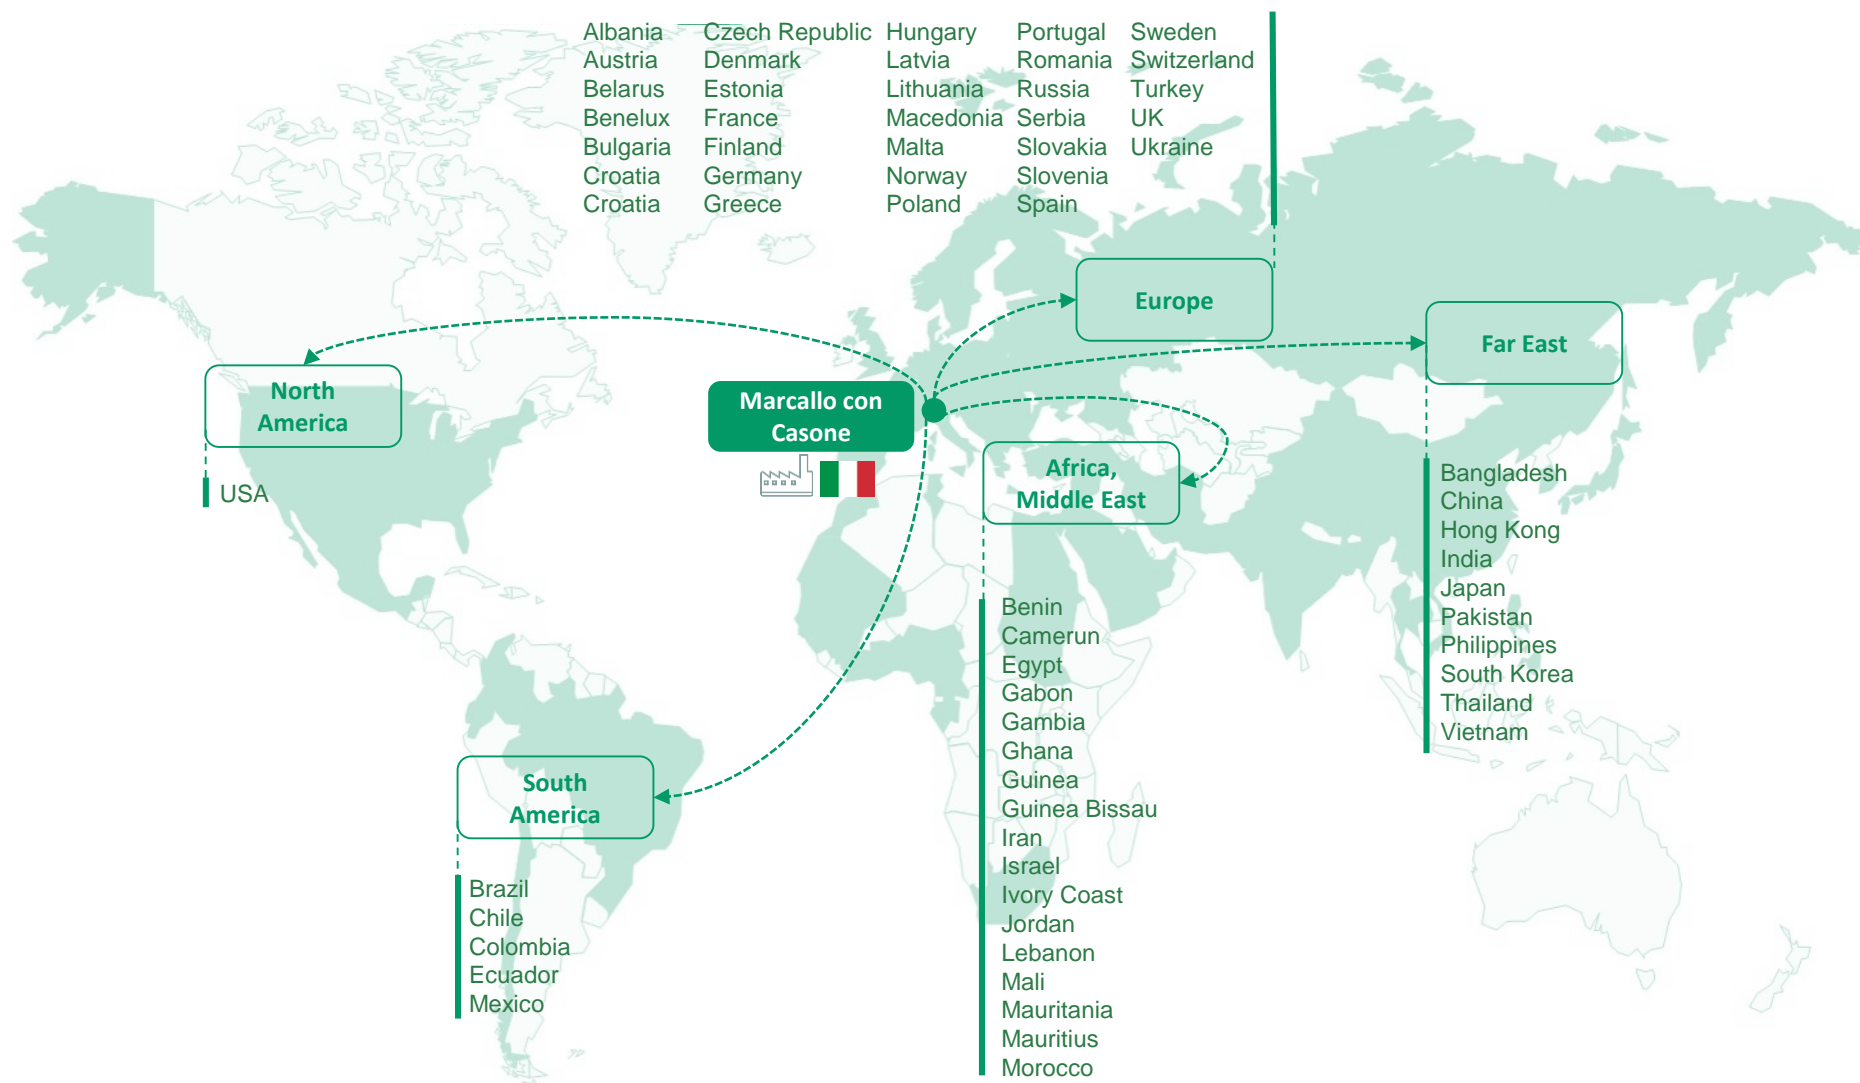 Albania
Austria
Belarus
Benelux
Bulgaria
Croatia
Croatia
Czech Republic
Denmark
Estonia
France
Finland
Germany
Greece
Hungary
Latvia
Lithuania
Macedonia
Malta
Norway
Poland
Portugal
Romania
Russia
Serbia
Slovakia
Slovenia
Spain
Sweden
Switzerland
Turkey
UK
Ukraine
Europe
Far East
North
America
Marcallo con
Casone
Africa,
Middle East
USA
Bangladesh
China
Hong Kong
India
Japan
Pakistan
Philippines
South Korea
Thailand
Vietnam
Benin
Camerun
Egypt
Gabon
Gambia
Ghana
Guinea
Guinea Bissau
Iran
Israel
Ivory Coast
Jordan
Lebanon
Mali
Mauritania
Mauritius
Morocco
South
America
Brazil
Chile
Colombia
Ecuador
Mexico